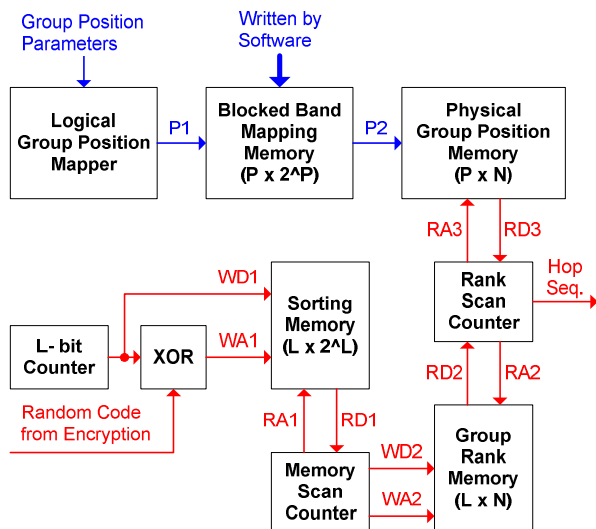 Group Position
Parameters
Written by
Software
Logical
Group Position
Mapper
P1
Blocked Band
Mapping
Memory
(P x 2^P)
P2
Physical
Group Position
Memory
(P x N)
RA3
RD3
Hop
Seq.
WD1
Sorting
Memory
(L x 2^L)
Rank
Scan
Counter
L- bit
Counter
XOR
WA1
RD2
RA2
Random Code
from Encryption
RA1
RD1
Memory
Scan
Counter
WD2
WA2
Group
Rank
Memory
(L x N)